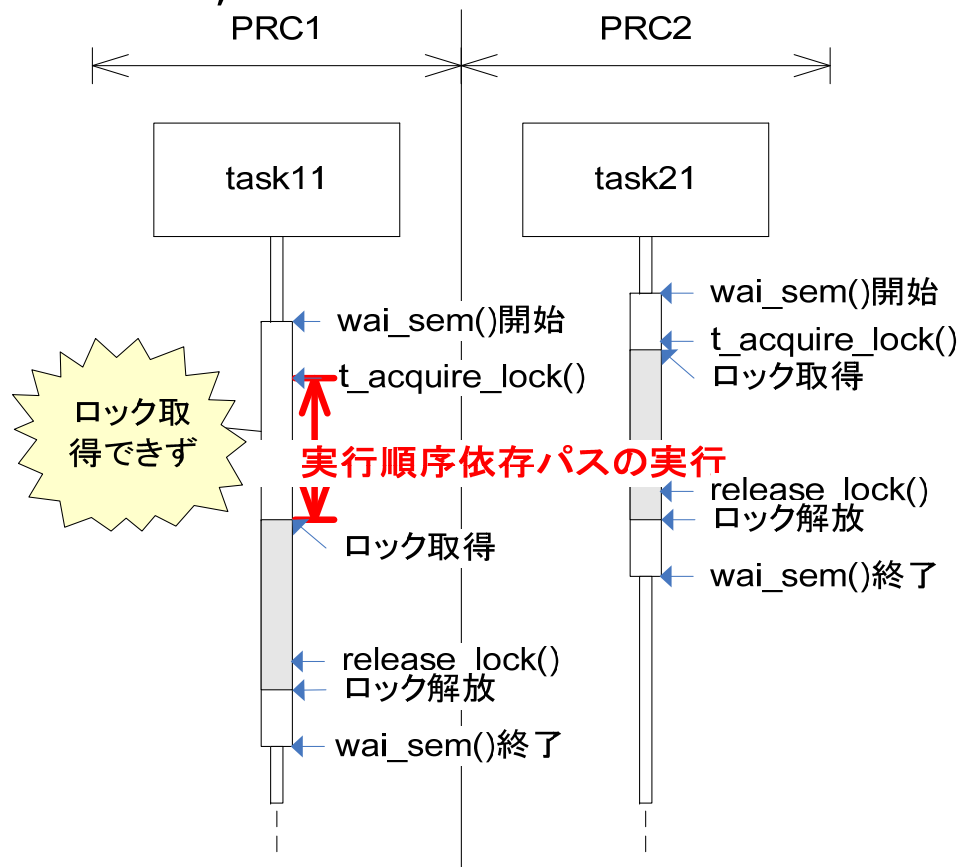 PRC1
PRC2
task11
task21
wai_sem()開始
t_acquire_lock()
ロック取得
wai_sem()開始
t_acquire_lock()
ロック取
得できず
実行順序依存パスの実行
release_lock()
ロック解放
wai_sem()終了
ロック取得
release_lock()
ロック解放
wai_sem()終了